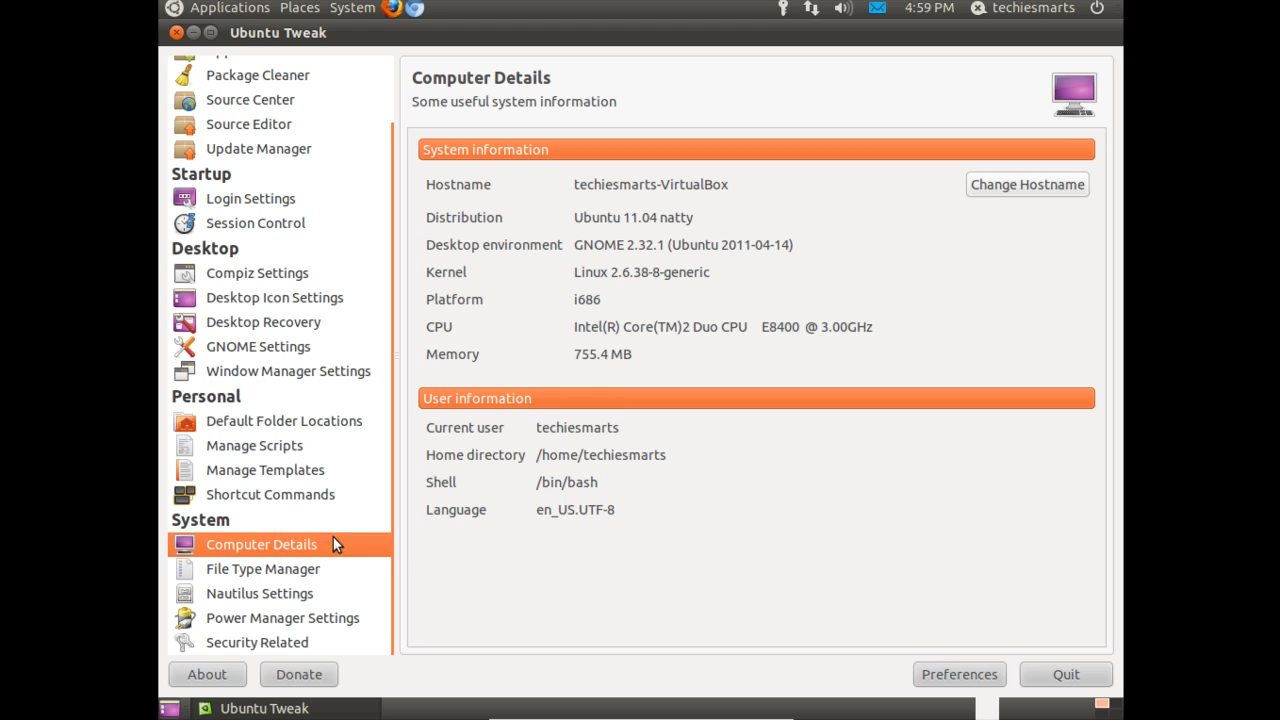 Applications Places System 4:59 PM techiesmarts
Ubuntu Tweak
Package Cleaner
Source Center
Source Editor
Update Manager
Startup
Login Settings
Session Control
Desktop
Compiz Settings
Desktop Icon Settings
Desktop Recovery
GNOME Settings
Window Manager Settings
Personal
Default Folder Locations
Manage Scripts
Manage Templates
Shortcut Commands
System
Computer Details
File Type Manager
Nautilus Settings
Power Manager Settings
Security Related
Computer Details
Some useful system information
System information
Hostname techiesmarts-VirtualBox Change Hostname
Distribution Ubuntu 11.04 natty
Desktop environment GNOME 2.32.1 (Ubuntu 2011-04-14)
Kernel Linux 2.6.38-8-generic
Platform i686
CPU Intel(R) Core(TM)2 Duo CPU E8400 @ 3.00GHz
Memory 755.4 MB
User information
Current user techiesmarts
Home directory /home/techiesmarts
Shell /bin/bash
Language en_US.UTF-8
About Donate Preferences Quit
Ubuntu Tweak